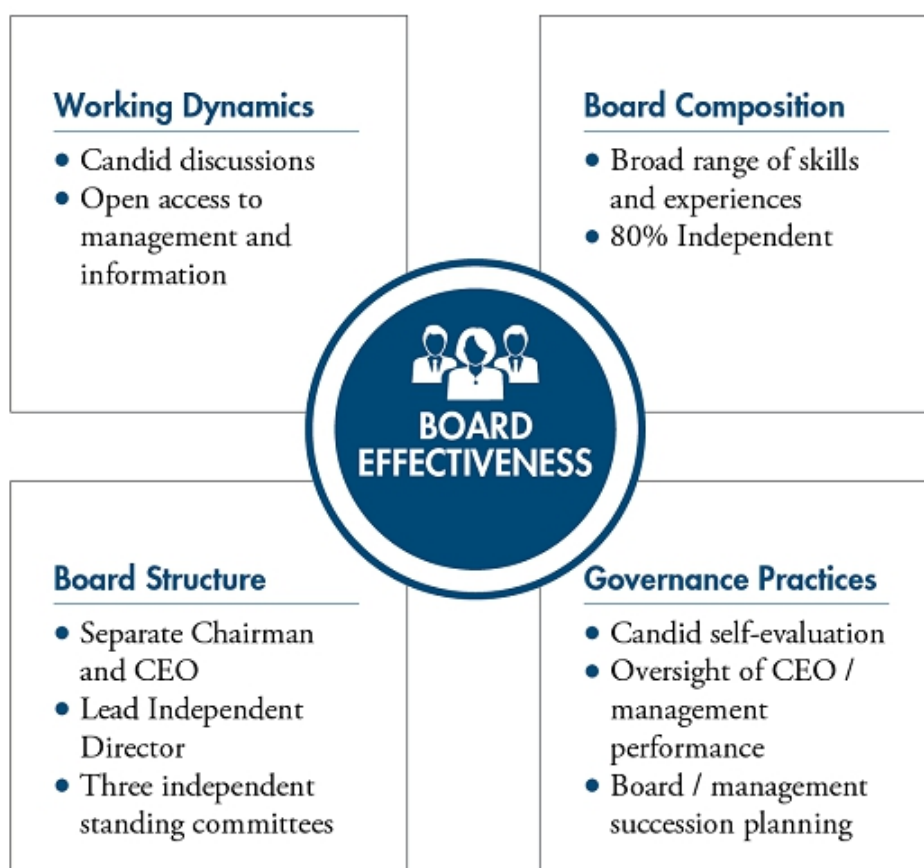 Working Dynamics
• Candid discussions
• Open access to
management and
information
Board Composition
• Broad range of skills
and experiences
• 80% Independent
BOARD
EFFECTIVENESS
Board Structure
• Separate Chairman
and CEO
• Lead Independent
Director
• Three independent
standing committees
Governance Practices
• Candid self-evaluation
• Oversight of CEO /
management
performance
• Board / management
succession planning